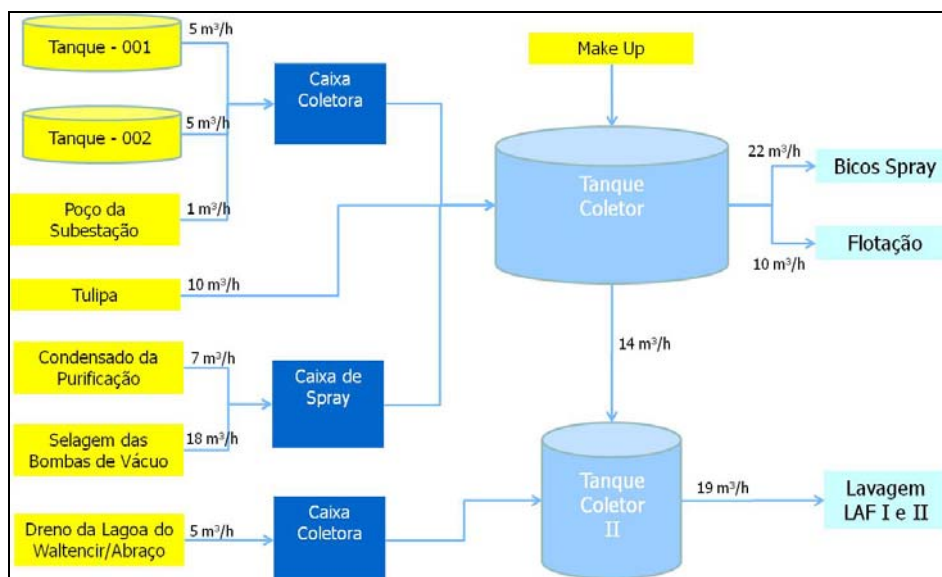 5 m³/h
Tanque - 001
Make Up
Caixa
Coletora
5 m³/h
Tanque - 002
22 m³/h
Bicos Spray
Tanque
Coletor
Poço da
Subestação
1 m³/h
Flotação
10 m³/h
Tulipa
10 m³/h
14 m³/h
Condensado da
Purificação
7 m³/h
Caixa de
Spray
Selagem das
Bombas de Vácuo
18 m³/h
Tanque
Coletor
II
19 m³/h
Lavagem
LAF I e II
Caixa
Coletora
Dreno da Lagoa do
Waltencir/Abraço
5 m³/h